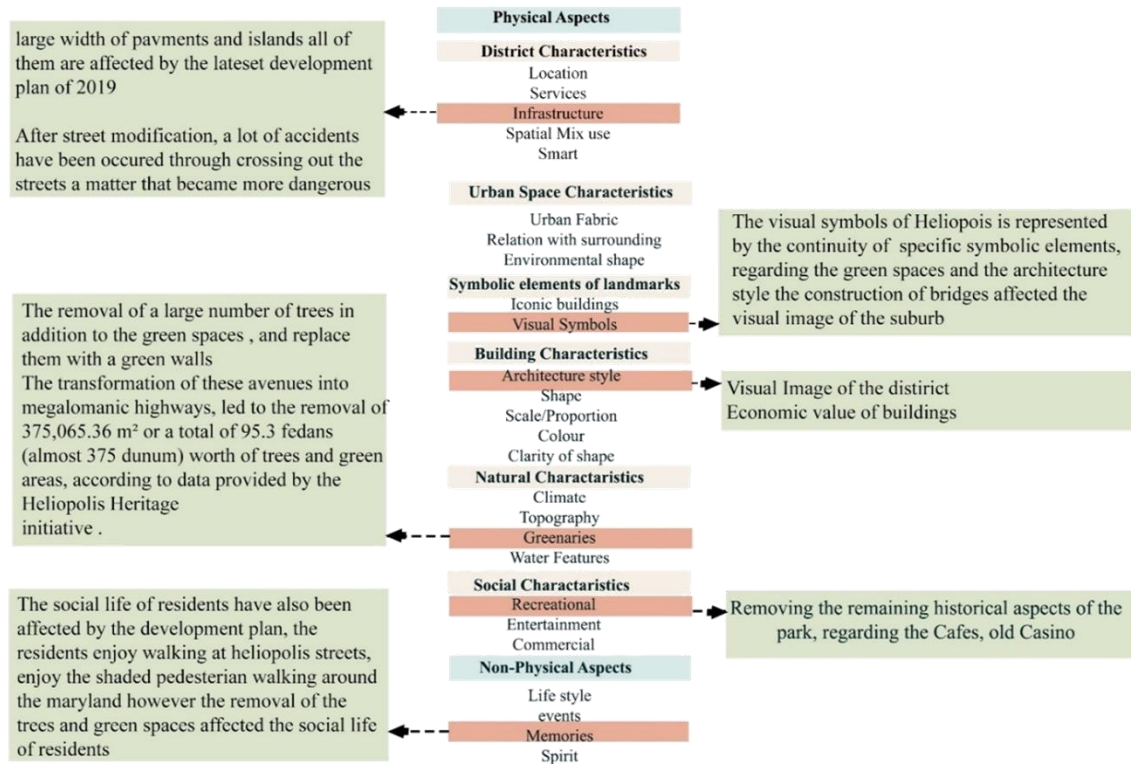 Physical Aspects
District Characteristics
Location
Services
Infrastructure
Spatial Mix use
Smart
Urban Space Characteristics
Urban Fabric
Relation with surrounding
Environmental shape
Symbolic elements of landmarks
Iconic buildings
Visual Symbols
Building Characteristics
Architecture style
Shape
Scale/Proportion
Colour
Clarity of shape
Natural Charactaristics
Climate
Topography
Greenaries
Water Features
Social Charactaristics
Recreational
Entertainment
Commercial
Non-Physical Aspects
Life style
events
Memories
Spirit
large width of pavments and islands all of
them are affected by the lateset development
plan of 2019
After street modification, a lot of accidents
have been occured through crossing out the
streets a matter that became more dangerous
The removal of a large number of trees in
addition to the green spaces , and replace
them with a green walls
The transformation of these avenues into
megalomanic highways, led to the removal of
375,065.36 m² or a total of 95.3 fedans
(almost 375 dunum) worth of trees and green
areas, according to data provided by the
Heliopolis Heritage
initiative .
The social life of residents have also been
affected by the development plan, the
residents enjoy walking at heliopolis streets,
enjoy the shaded pedesterian walking around
the maryland however the removal of the
trees and green spaces affected the social life
of residents
The visual symbols of Heliopois is represented
by the continuity of specific symbolic elements,
regarding the green spaces and the architecture
style the construction of bridges affected the
visual image of the suburb
Visual Image of the distirict
Economic value of buildings
Removing the remaining historical aspects of the
park, regarding the Cafes, old Casino